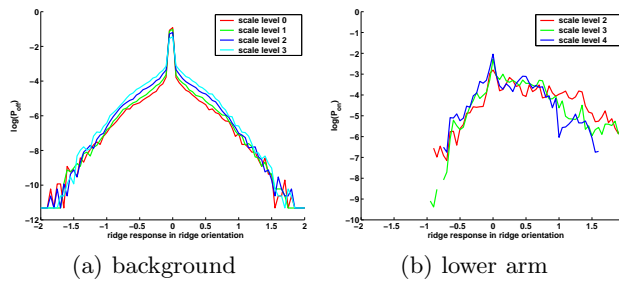 0
-2
-4
-6
-8
-10
-12
log(P_off)
scale level 0
scale level 1
scale level 2
scale level 3
-2 -1.5 -1 -0.5 0 0.5 1 1.5 2
ridge response in ridge orientation
(a) background
0
-1
-2
-3
-4
-5
-6
-7
-8
-9
-10
log(P_on)
scale level 2
scale level 3
scale level 4
-2 -1.5 -1 -0.5 0 0.5 1 1.5
ridge response in ridge orientation
(b) lower arm